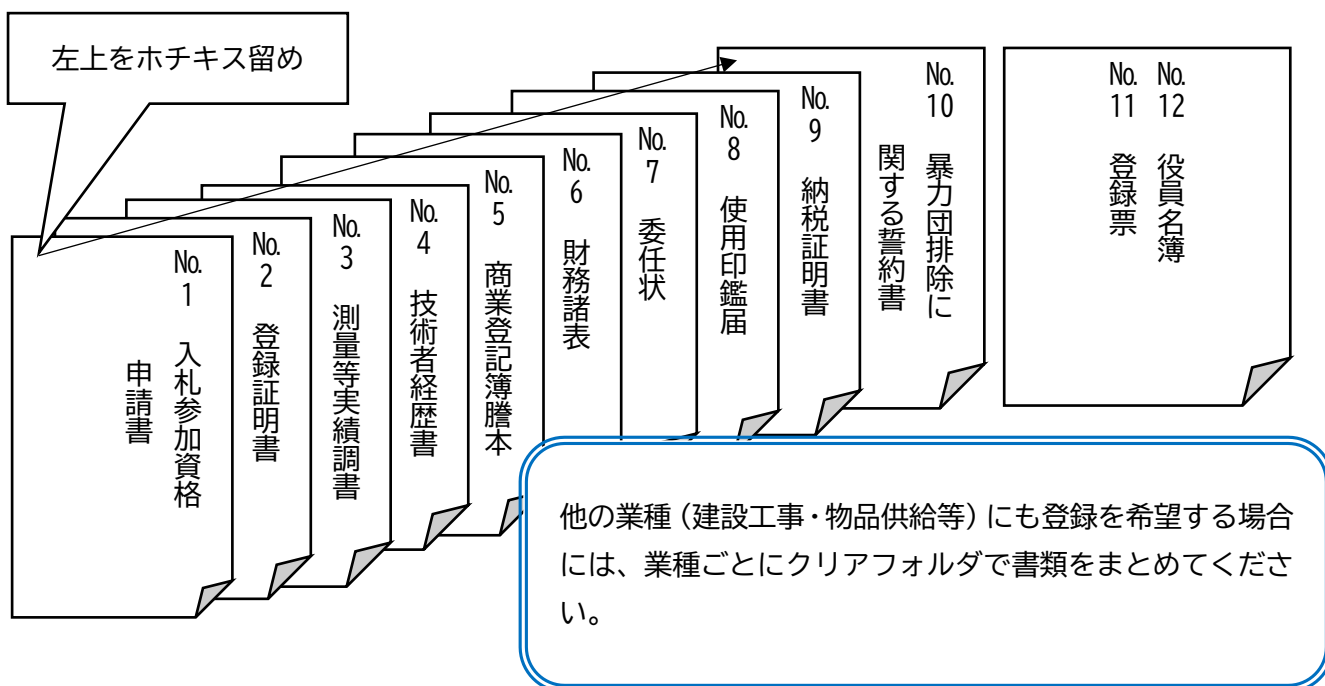 左上をホチキス留め
No.1 入札参加資格
申請書
No.2 登録証明書
No.3 測量等実績調書
No.4 技術者経歴書
No.5 商業登記簿謄本
No.6 財務諸表
No.7 委任状
No.8 使用印鑑届
No.9 納税証明書
No.10 暴力団排除に
関する誓約書
No.12 役員名簿
No.11 登録票
他の業種（建設工事・物品供給等）にも登録を希望する場合
には、業種ごとにクリアフォルダで書類をまとめてくださ
い。